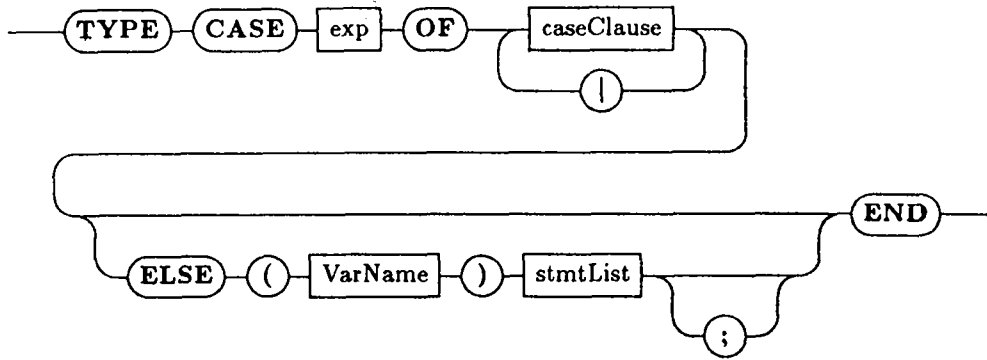 TYPE CASE exp OF caseClause
|
END
ELSE ( VarName ) stmtList
;